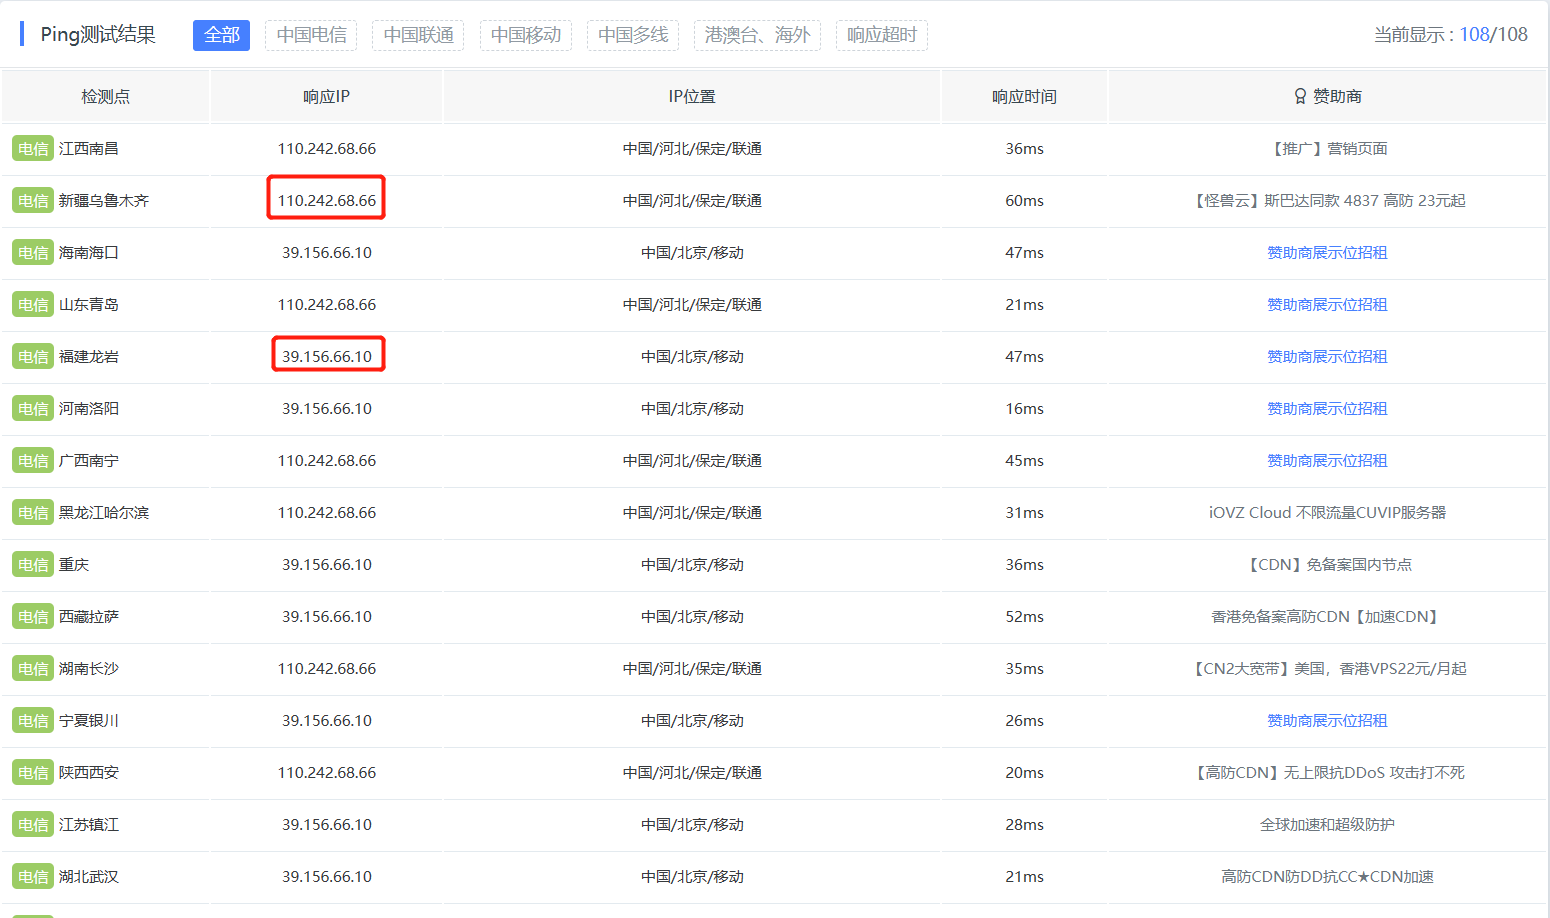 Ping测试结果 全部 中国电信 中国联通 中国移动 中国多线 港澳台、海外 响应超时 当前显示 : 108/108
检测点 响应IP IP位置 响应时间 赞助商
电信 江西南昌 110.242.68.66 中国/河北/保定/联通 36ms 【推广】营销页面
电信 新疆乌鲁木齐 110.242.68.66 中国/河北/保定/联通 60ms 【怪兽云】斯巴达同款 4837 高防 23元起
电信 海南海口 39.156.66.10 中国/北京/移动 47ms 赞助商展示位招租
电信 山东青岛 110.242.68.66 中国/河北/保定/联通 21ms 赞助商展示位招租
电信 福建龙岩 39.156.66.10 中国/北京/移动 47ms 赞助商展示位招租
电信 河南洛阳 39.156.66.10 中国/北京/移动 16ms 赞助商展示位招租
电信 广西南宁 110.242.68.66 中国/河北/保定/联通 45ms 赞助商展示位招租
电信 黑龙江哈尔滨 110.242.68.66 中国/河北/保定/联通 31ms iOVZ Cloud 不限流量CUVIP服务器
电信 重庆 39.156.66.10 中国/北京/移动 36ms 【CDN】免备案国内节点
电信 西藏拉萨 39.156.66.10 中国/北京/移动 52ms 香港免备案高防CDN【加速CDN】
电信 湖南长沙 110.242.68.66 中国/河北/保定/联通 35ms 【CN2大宽带】美国，香港VPS22元/月起
电信 宁夏银川 39.156.66.10 中国/北京/移动 26ms 赞助商展示位招租
电信 陕西西安 110.242.68.66 中国/河北/保定/联通 20ms 【高防CDN】无上限抗DDoS 攻击打不死
电信 江苏镇江 39.156.66.10 中国/北京/移动 28ms 全球加速和超级防护
电信 湖北武汉 39.156.66.10 中国/北京/移动 21ms 高防CDN防DD抗CC★CDN加速